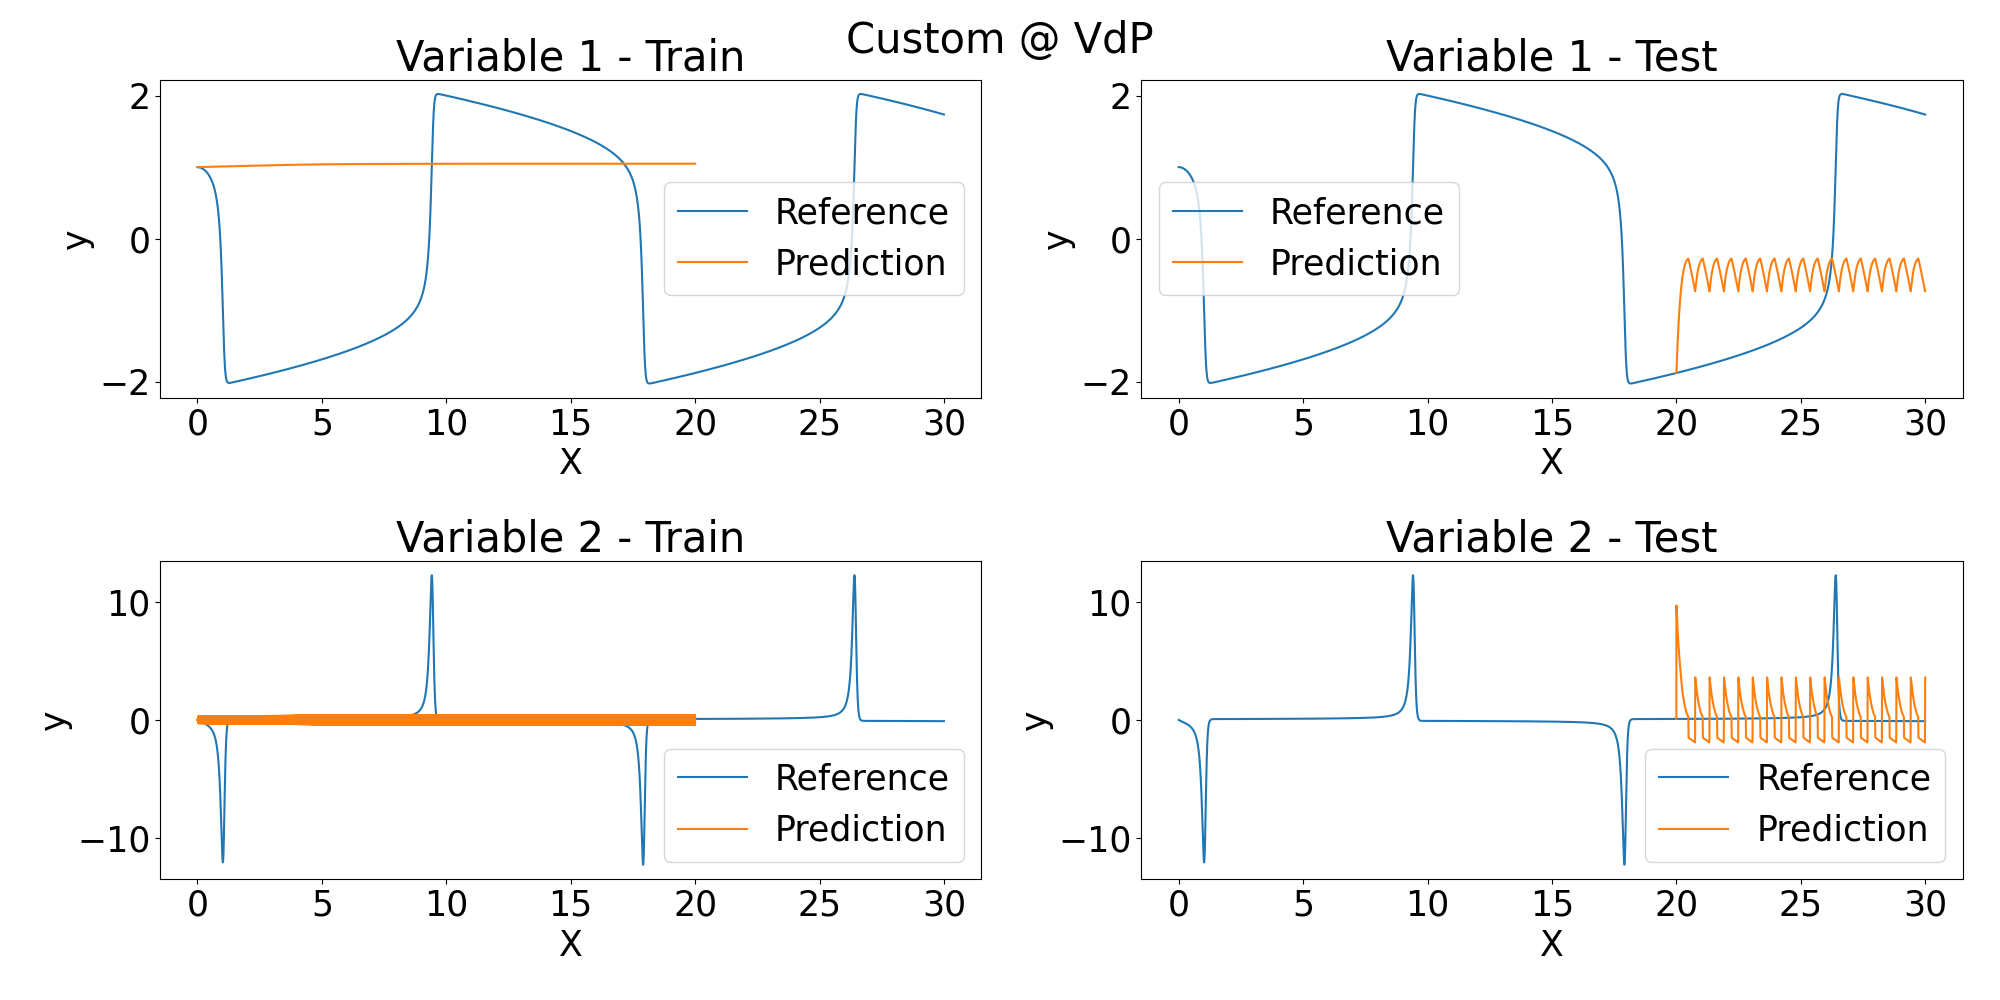 Custom @ VdP
Variable 1 - Train
2
0
−2
y
0 5 10 15 20 25 30
X
Reference
Prediction
Variable 1 - Test
2
0
−2
y
0 5 10 15 20 25 30
X
Reference
Prediction
Variable 2 - Train
10
0
−10
y
0 5 10 15 20 25 30
X
Reference
Prediction
Variable 2 - Test
10
0
−10
y
0 5 10 15 20 25 30
X
Reference
Prediction